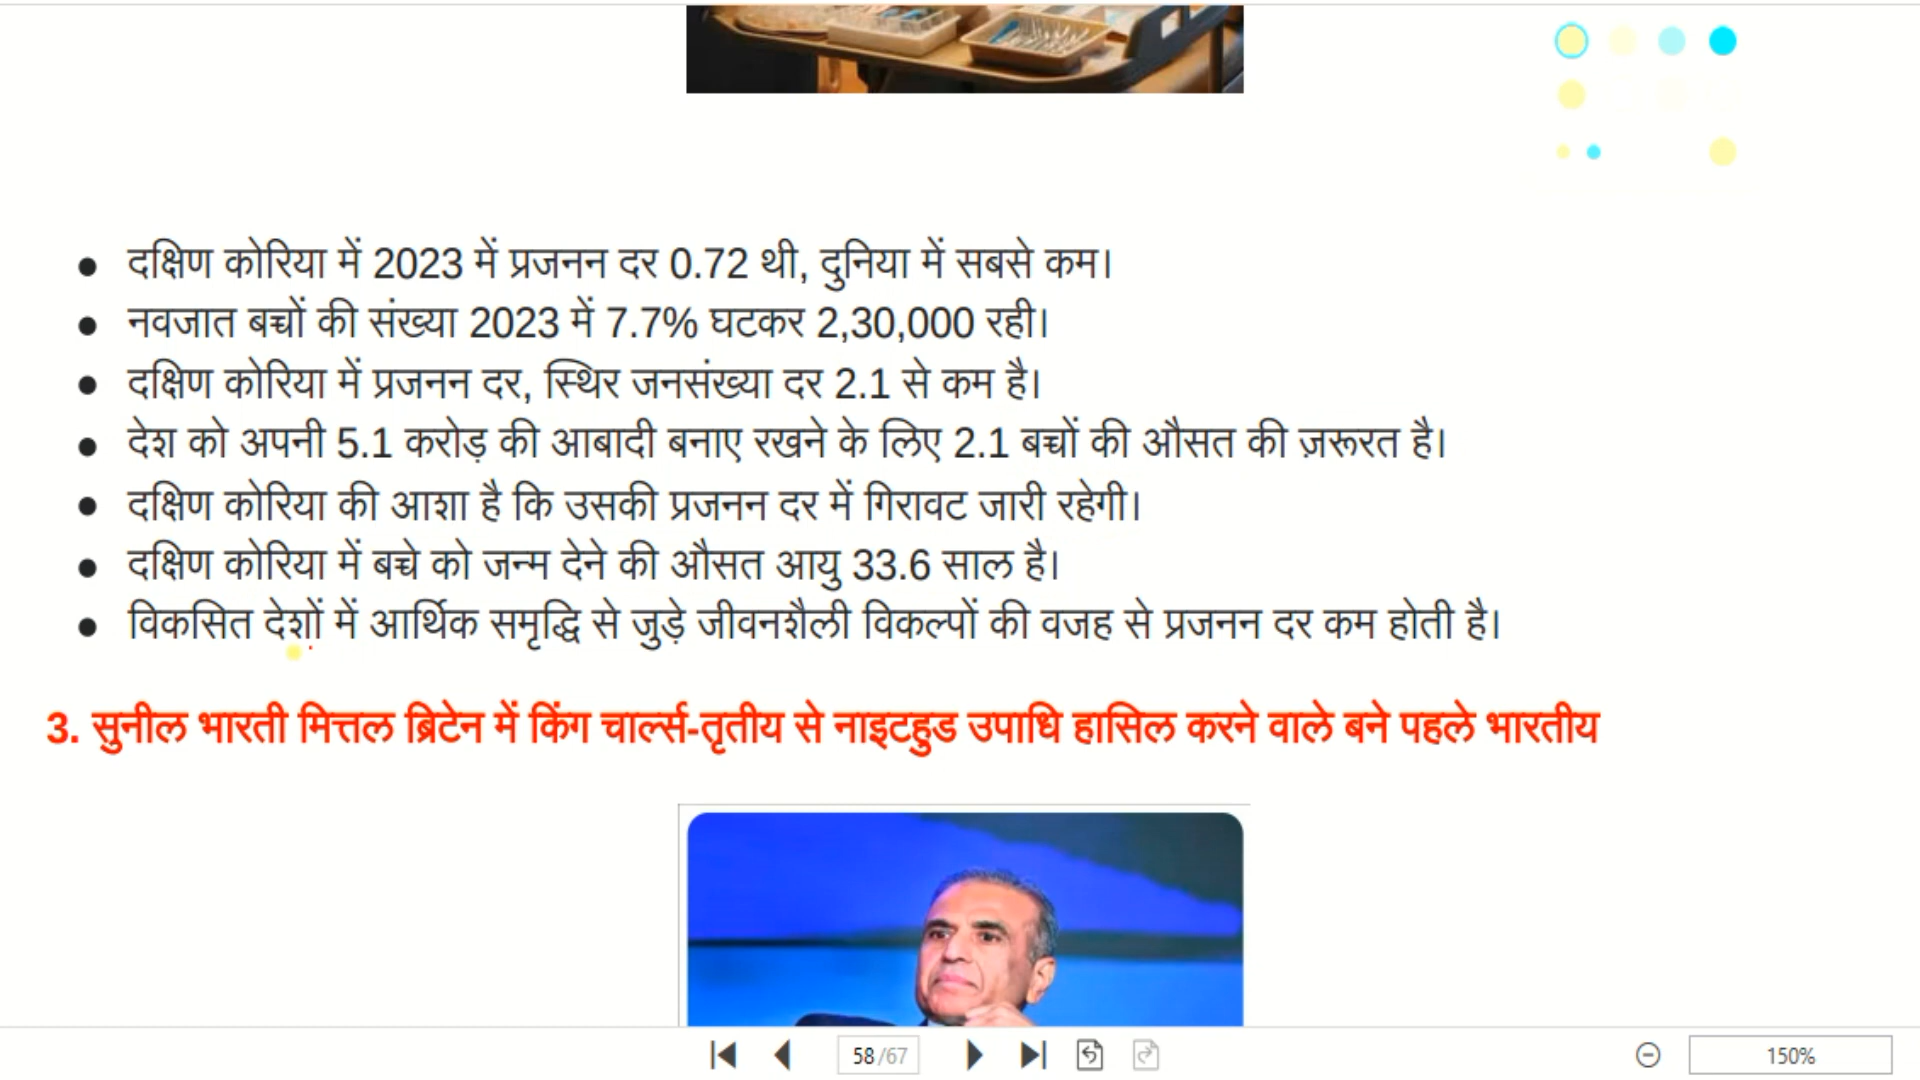 ● दक्षिण कोरिया में 2023 में प्रजनन दर 0.72 थी, दुनिया में सबसे कम।
● नवजात बच्चों की संख्या 2023 में 7.7% घटकर 2,30,000 रही।
● दक्षिण कोरिया में प्रजनन दर, स्थिर जनसंख्या दर 2.1 से कम है।
● देश को अपनी 5.1 करोड़ की आबादी बनाए रखने के लिए 2.1 बच्चों की औसत की ज़रूरत है।
● दक्षिण कोरिया की आशा है कि उसकी प्रजनन दर में गिरावट जारी रहेगी।
● दक्षिण कोरिया में बच्चे को जन्म देने की औसत आयु 33.6 साल है।
● विकसित देशों में आर्थिक समृद्धि से जुड़े जीवनशैली विकल्पों की वजह से प्रजनन दर कम होती है।
3. सुनील भारती मित्तल ब्रिटेन में किंग चार्ल्स-तृतीय से नाइटहुड उपाधि हासिल करने वाले बने पहले भारतीय
58 /67
150%